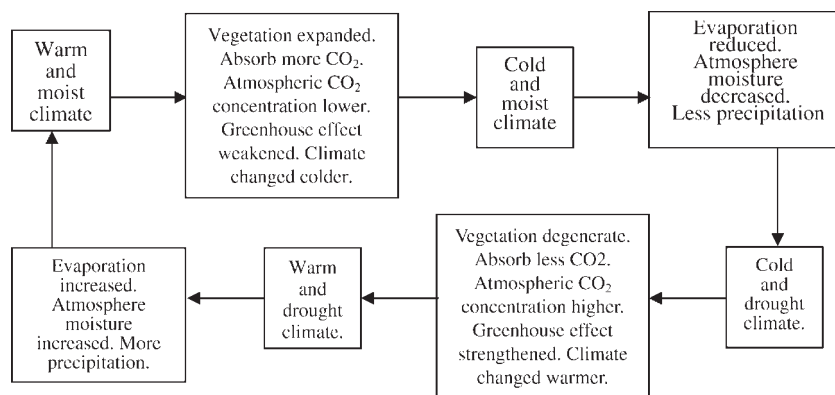 Warm
and
moist
climate
Vegetation expanded.
Absorb more CO₂.
Atmospheric CO₂
concentration lower.
Greenhouse effect
weakened. Climate
changed colder.
Cold
and
moist
climate
Evaporation
reduced.
Atmosphere
moisture
decreased.
Less precipitation
Cold
and
drought
climate.
Vegetation degenerate.
Absorb less CO2.
Atmospheric CO₂
concentration higher.
Greenhouse effect
strengthened. Climate
changed warmer.
Warm
and
drought
climate.
Evaporation
increased.
Atmosphere
moisture
increased. More
precipitation.